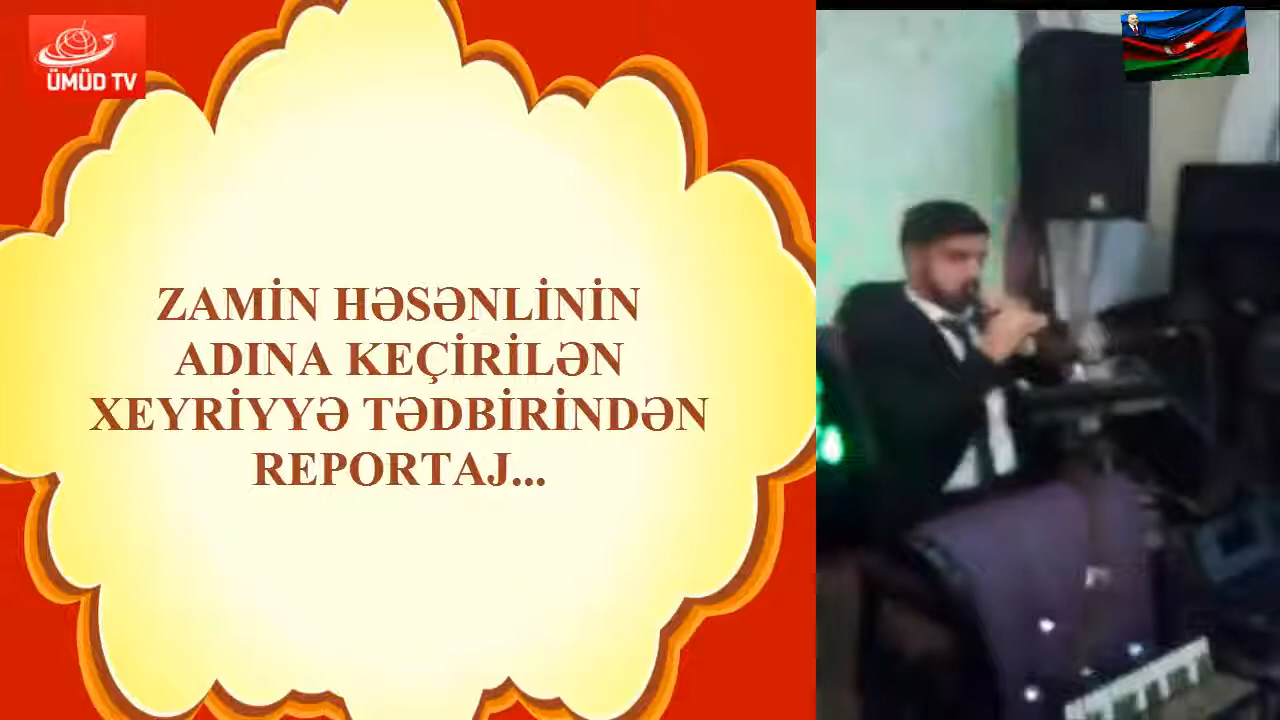 ÜMÜD TV
ZAMİN HƏSƏNLİNİN
ADINA KEÇİRİLƏN
XEYRİYYƏ TƏDBİRİNDƏN
REPORTAJ...